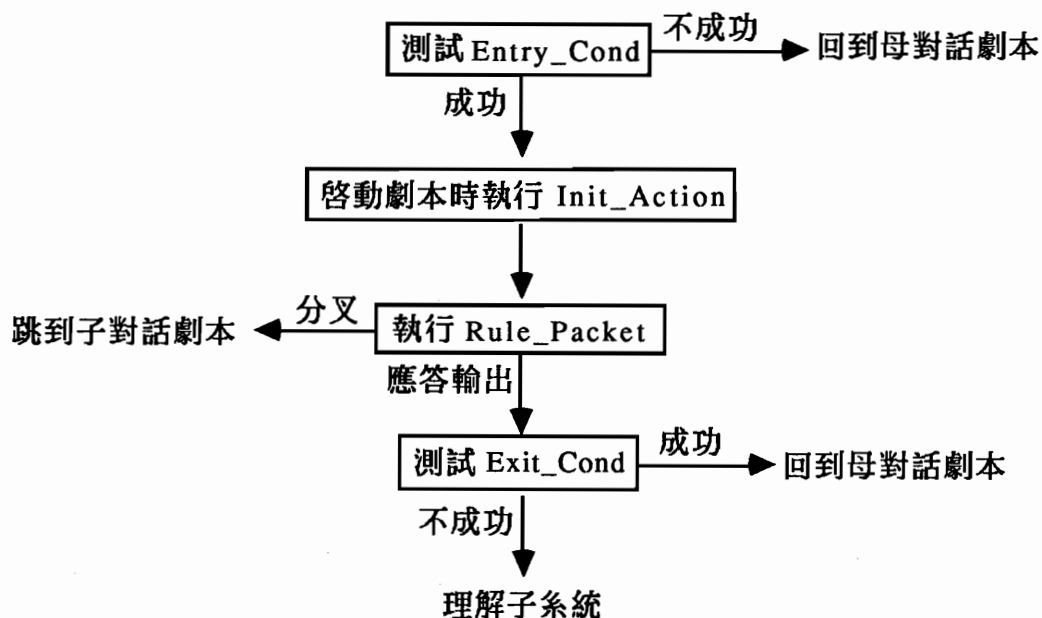 測試 Entry_Cond
不成功
回到母對話劇本
成功
啓動劇本時執行 Init_Action
分叉
跳到子對話劇本
執行 Rule_Packet
應答輸出
測試 Exit_Cond
成功
回到母對話劇本
不成功
理解子系統